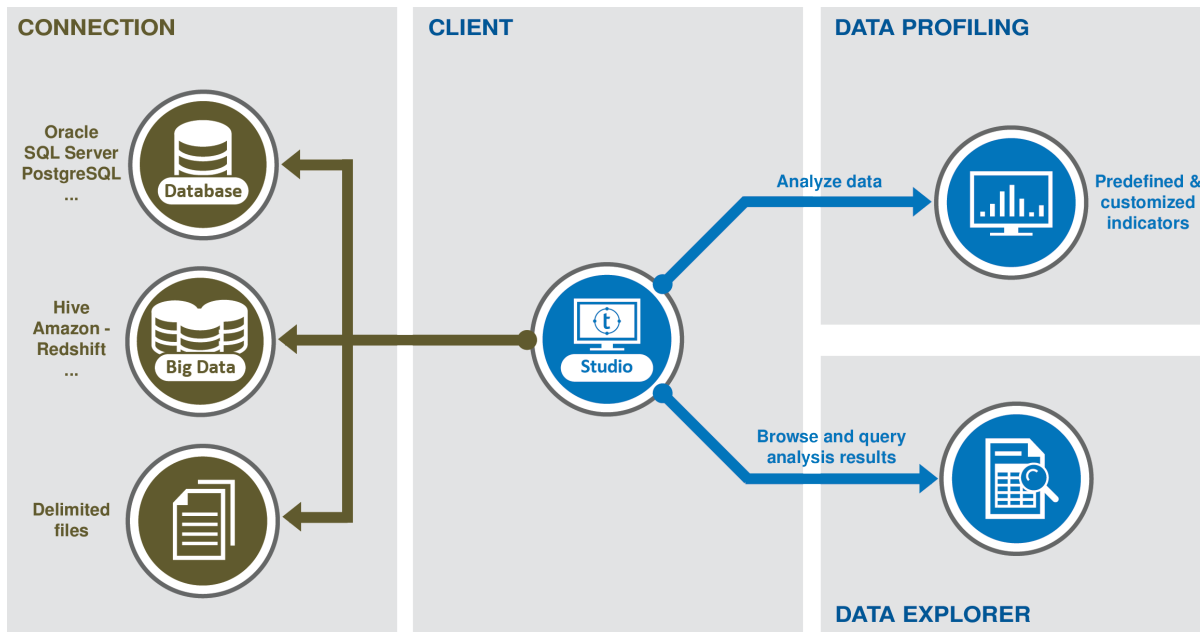 CONNECTION
Oracle
SQL Server
PostgreSQL
...
Database
Hive
Amazon -
Redshift
...
Big Data
Delimited
files
CLIENT
Studio
Analyze data
Browse and query
analysis results
DATA PROFILING
Predefined &
customized
indicators
DATA EXPLORER